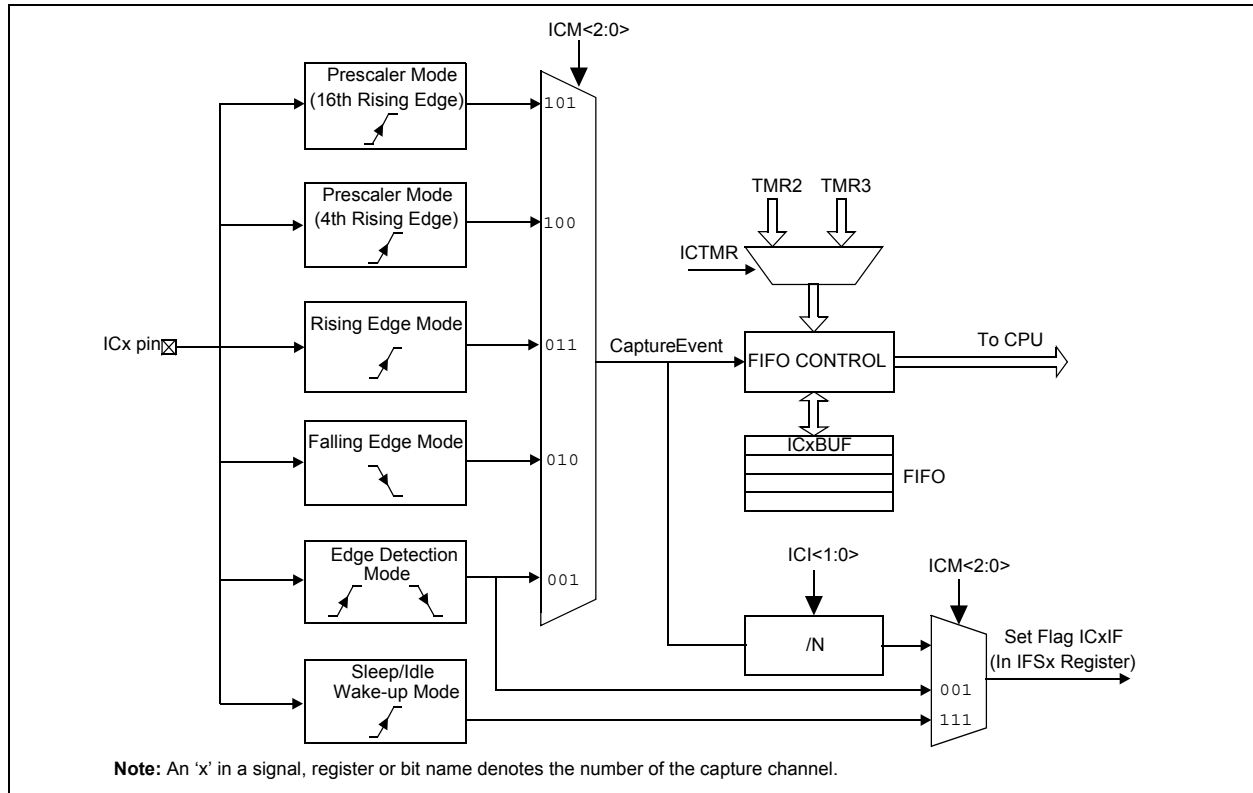 ICM<2:0>
Prescaler Mode
(16th Rising Edge)
101
Prescaler Mode
(4th Rising Edge)
100
TMR2
TMR3
ICTMR
ICx pin
Rising Edge Mode
011
CaptureEvent
FIFO CONTROL
To CPU
Falling Edge Mode
010
ICxBUF
FIFO
Edge Detection
Mode
001
ICI<1:0>
ICM<2:0>
/N
Set Flag ICxIF
(In IFSx Register)
001
111
Sleep/Idle
Wake-up Mode
Note: An ‘x’ in a signal, register or bit name denotes the number of the capture channel.